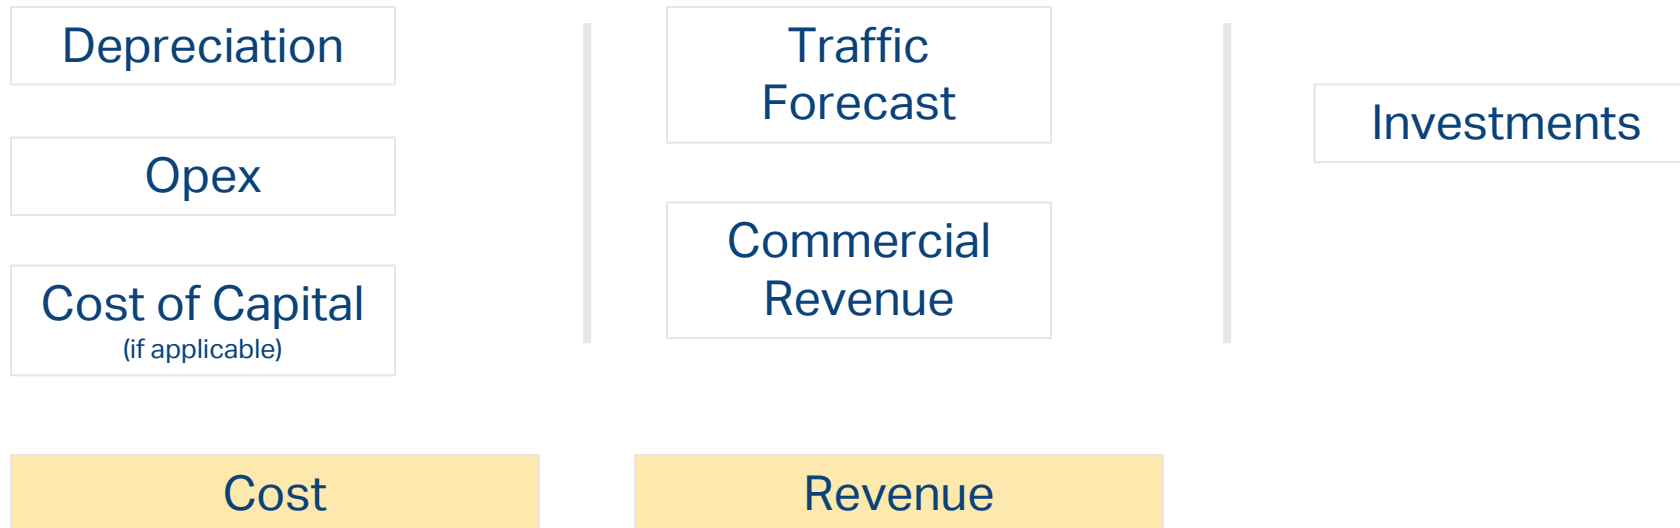 Depreciation
Opex
Cost of Capital
(if applicable)
Traffic
Forecast
Commercial
Revenue
Investments
Cost
Revenue